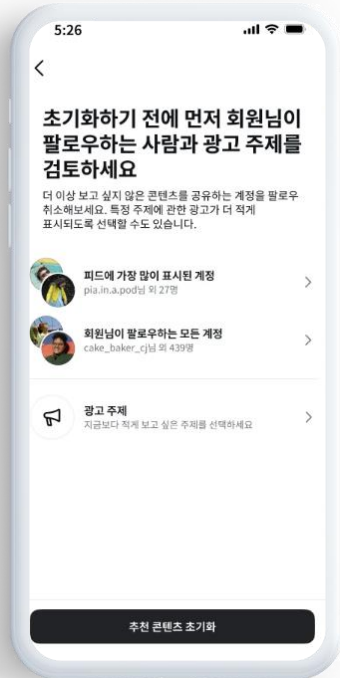 5:26
초기화하기 전에 먼저 회원님이
팔로우하는 사람과 광고 주제를
검토하세요
더 이상 보고 싶지 않은 콘텐츠를 공유하는 계정을 팔로우
취소해보세요. 특정 주제에 관한 광고가 더 적게
표시되도록 선택할 수도 있습니다.
피드에 가장 많이 표시된 계정
pia.in.a.pod님 외 27명
회원님이 팔로우하는 모든 계정
cake_baker_cj님 외 439명
광고 주제
지금보다 적게 보고 싶은 주제를 선택하세요
추천 콘텐츠 초기화